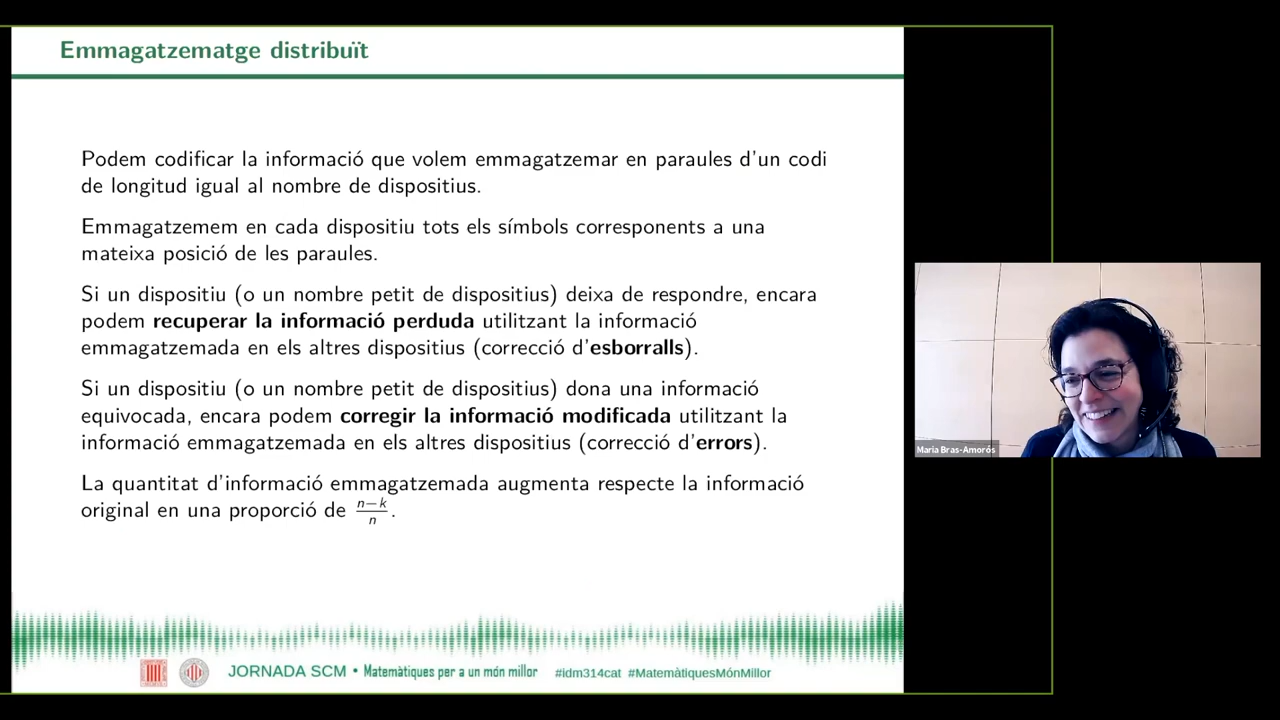 Emmagatzematge distribuït
Podem codificar la informació que volem emmagatzemar en paraules d'un codi
de longitud igual al nombre de dispositius.
Emmagatzemem en cada dispositiu tots els símbols corresponents a una
mateixa posició de les paraules.
Si un dispositiu (o un nombre petit de dispositius) deixa de respondre, encara
podem recuperar la informació perduda utilitzant la informació
emmagatzemada en els altres dispositius (correcció d'esborralls).
Si un dispositiu (o un nombre petit de dispositius) dona una informació
equivocada, encara podem corregir la informació modificada utilitzant la
informació emmagatzemada en els altres dispositius (correcció d'errors).
La quantitat d'informació emmagatzemada augmenta respecte la informació
original en una proporció de n−k/n.
JORNADA SCM • Matemàtiques per a un món millor #idm314cat #MatemàtiquesMónMillor
Maria Bras-Amorós